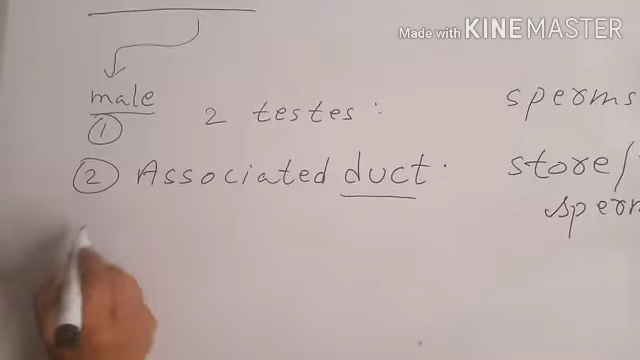 Made with KINEMASTER
male
① 2 testes : sperms
② Associated duct. store/
sperm